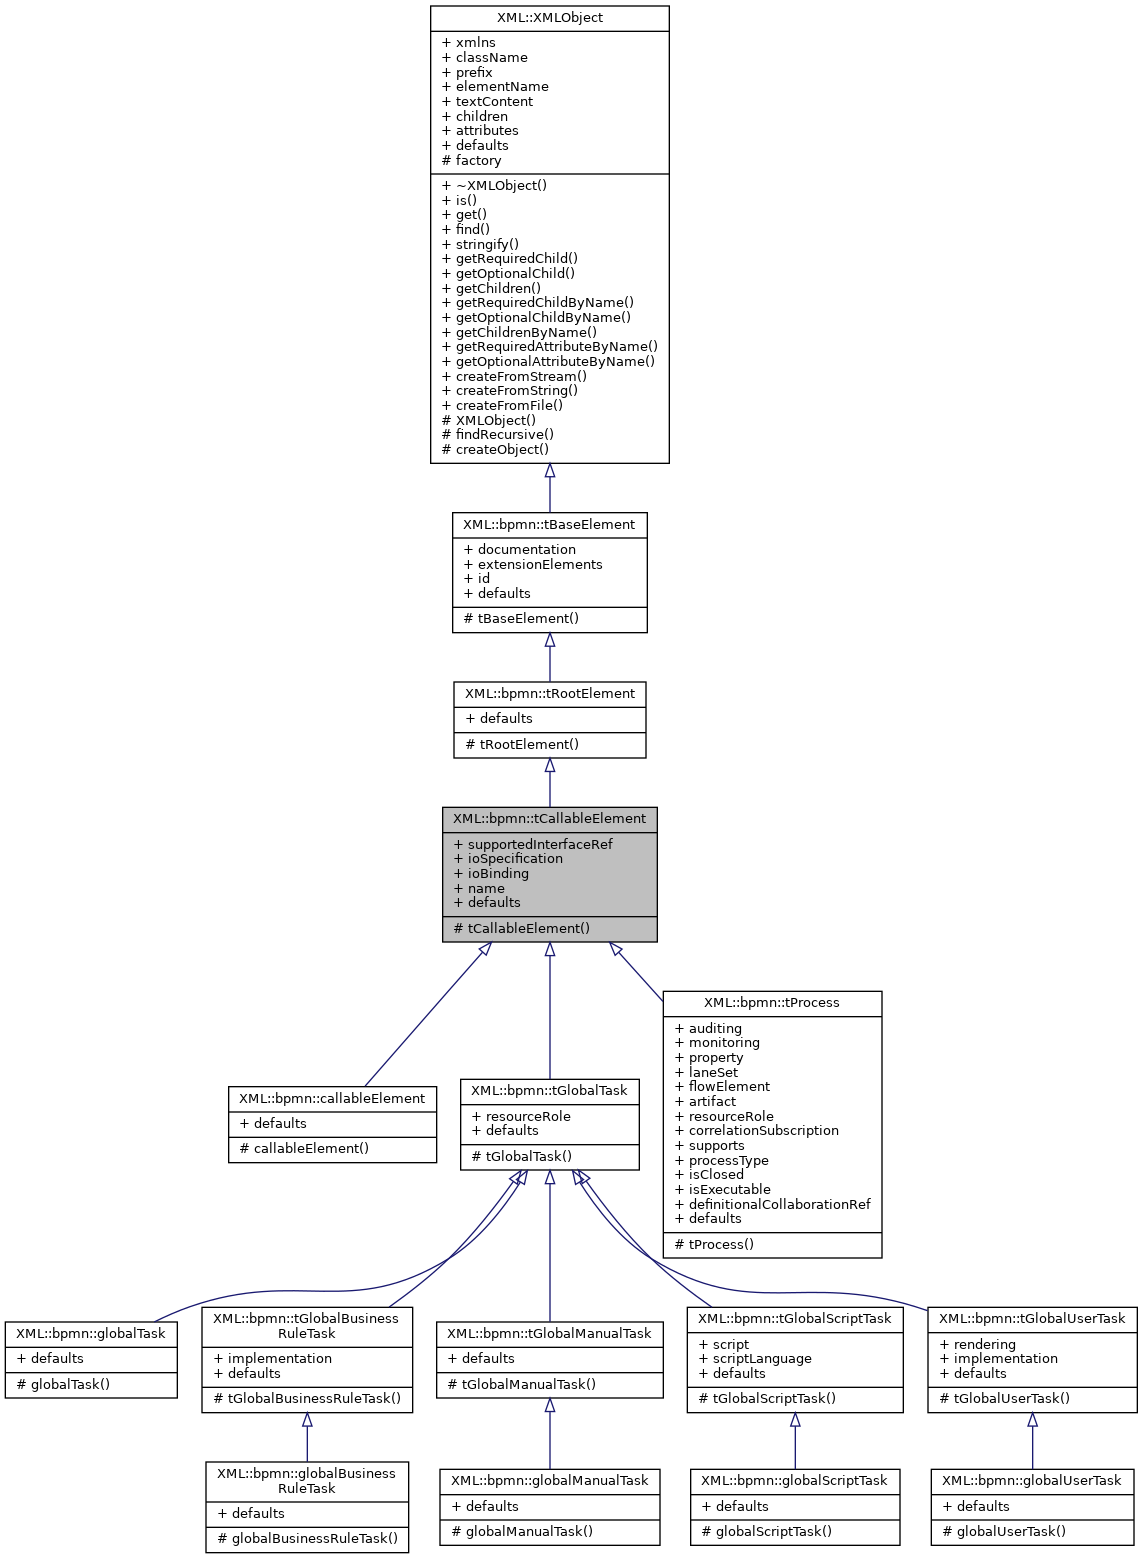 XML::XMLObject
+ xmlns
+ className
+ prefix
+ elementName
+ textContent
+ children
+ attributes
+ defaults
# factory
+ ~XMLObject()
+ is()
+ get()
+ find()
+ stringify()
+ getRequiredChild()
+ getOptionalChild()
+ getChildren()
+ getRequiredChildByName()
+ getOptionalChildByName()
+ getChildrenByName()
+ getRequiredAttributeByName()
+ getOptionalAttributeByName()
+ createFromStream()
+ createFromString()
+ createFromFile()
# XMLObject()
# findRecursive()
# createObject()
XML::bpmn::tBaseElement
+ documentation
+ extensionElements
+ id
+ defaults
# tBaseElement()
XML::bpmn::tRootElement
+ defaults
# tRootElement()
XML::bpmn::tCallableElement
+ supportedInterfaceRef
+ ioSpecification
+ ioBinding
+ name
+ defaults
# tCallableElement()
XML::bpmn::callableElement
+ defaults
# callableElement()
XML::bpmn::tGlobalTask
+ resourceRole
+ defaults
# tGlobalTask()
XML::bpmn::tProcess
+ auditing
+ monitoring
+ property
+ laneSet
+ flowElement
+ artifact
+ resourceRole
+ correlationSubscription
+ supports
+ processType
+ isClosed
+ isExecutable
+ definitionalCollaborationRef
+ defaults
# tProcess()
XML::bpmn::globalTask
+ defaults
# globalTask()
XML::bpmn::tGlobalBusiness
RuleTask
+ implementation
+ defaults
# tGlobalBusinessRuleTask()
XML::bpmn::tGlobalManualTask
+ defaults
# tGlobalManualTask()
XML::bpmn::tGlobalScriptTask
+ script
+ scriptLanguage
+ defaults
# tGlobalScriptTask()
XML::bpmn::tGlobalUserTask
+ rendering
+ implementation
+ defaults
# tGlobalUserTask()
XML::bpmn::globalBusiness
RuleTask
+ defaults
# globalBusinessRuleTask()
XML::bpmn::globalManualTask
+ defaults
# globalManualTask()
XML::bpmn::globalScriptTask
+ defaults
# globalScriptTask()
XML::bpmn::globalUserTask
+ defaults
# globalUserTask()